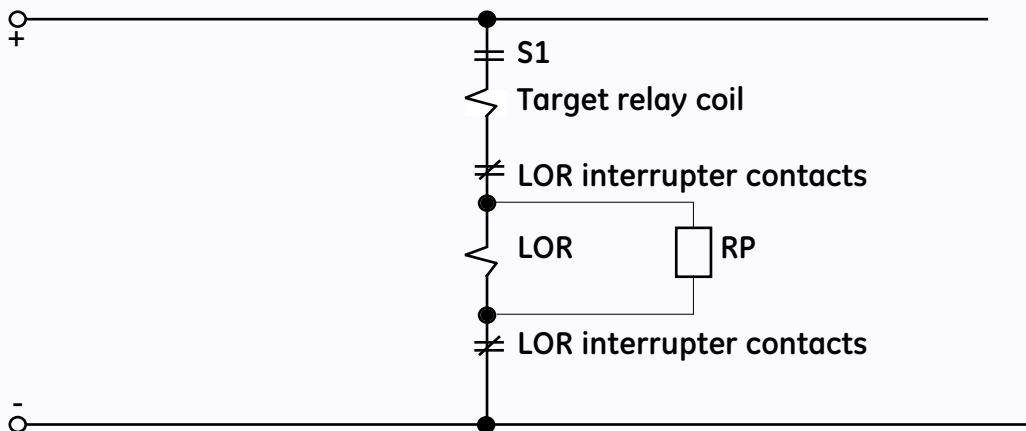 +
S1
Target relay coil
LOR interrupter contacts
LOR
RP
LOR interrupter contacts
-